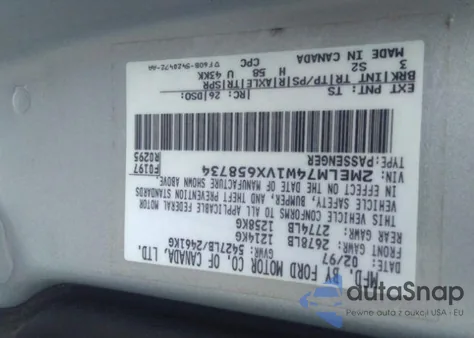 MFD. BY FORD MOTOR CO. OF CANADA, LTD.
02/97 GVWR: 5427LB/2461KG
FRONT GAWR: 2678LB 1214KG
REAR GAWR: 2774LB 1258KG
THIS VEHICLE CONFORMS TO ALL APPLICABLE FEDERAL MOTOR
VEHICLE SAFETY, BUMPER, AND THEFT PREVENTION STANDARDS
IN EFFECT ON THE DATE OF MANUFACTURE SHOWN ABOVE.
2MELM74W1VX658734
TYPE: PASSENGER
F0197
R0295
EXT PNT: TS RC: 26 DSO:
BRK INT TR TP/PS R AXLE TR SPR
3 S2 H 58 U 43KK
MADE IN CANADA CPC
autaSnap
Pewne auta z aukcji USA - EU